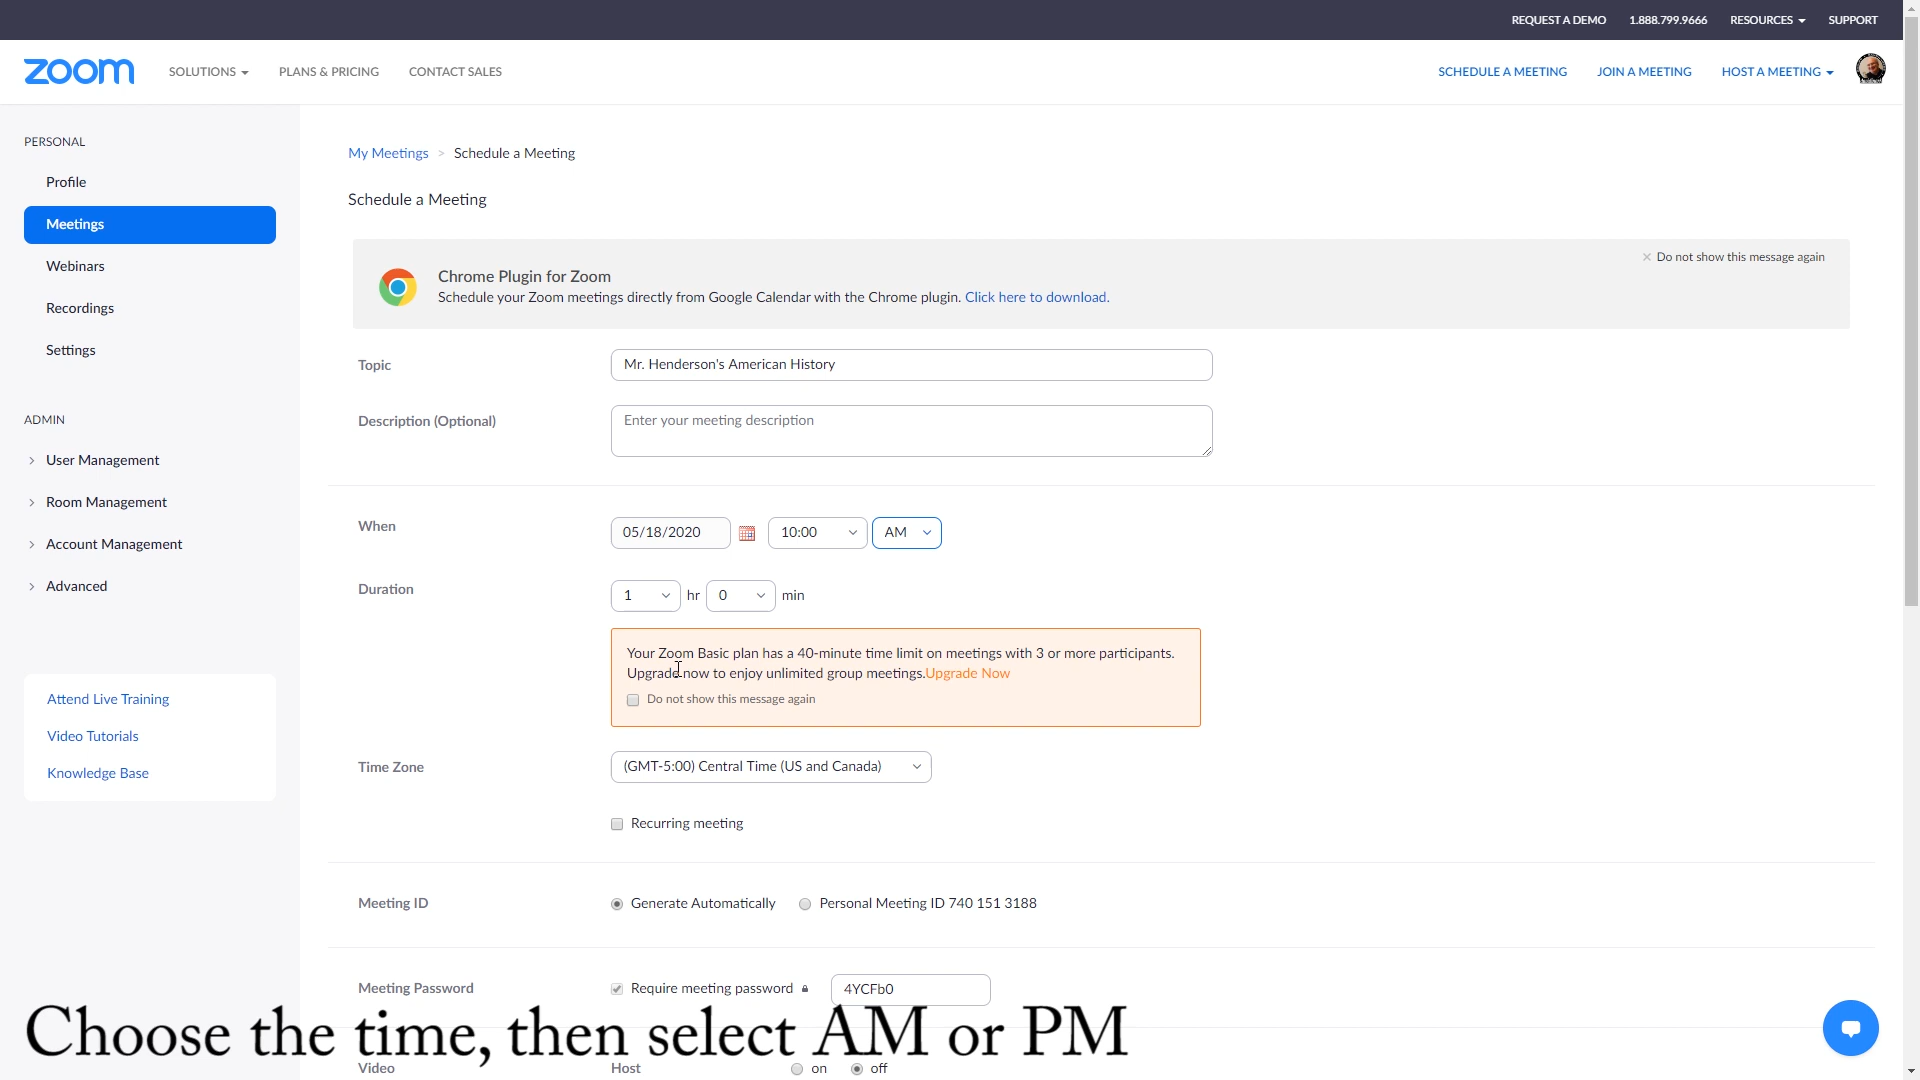 REQUEST A DEMO 1.888.799.9666 RESOURCES SUPPORT
zoom SOLUTIONS PLANS & PRICING CONTACT SALES SCHEDULE A MEETING JOIN A MEETING HOST A MEETING
PERSONAL
Profile
Meetings
Webinars
Recordings
Settings
ADMIN
User Management
Room Management
Account Management
Advanced
Attend Live Training
Video Tutorials
Knowledge Base
My Meetings > Schedule a Meeting
Schedule a Meeting
Do not show this message again
Chrome Plugin for Zoom
Schedule your Zoom meetings directly from Google Calendar with the Chrome plugin. Click here to download.
Topic Mr. Henderson's American History
Description (Optional) Enter your meeting description
When 05/18/2020 10:00 AM
Duration 1 hr 0 min
Your Zoom Basic plan has a 40-minute time limit on meetings with 3 or more participants.
Upgrade now to enjoy unlimited group meetings.Upgrade Now
Do not show this message again
Time Zone (GMT-5:00) Central Time (US and Canada)
Recurring meeting
Meeting ID Generate Automatically Personal Meeting ID 740 151 3188
Meeting Password Require meeting password 4YCFb0
Choose the time, then select AM or PM
Video Host on off